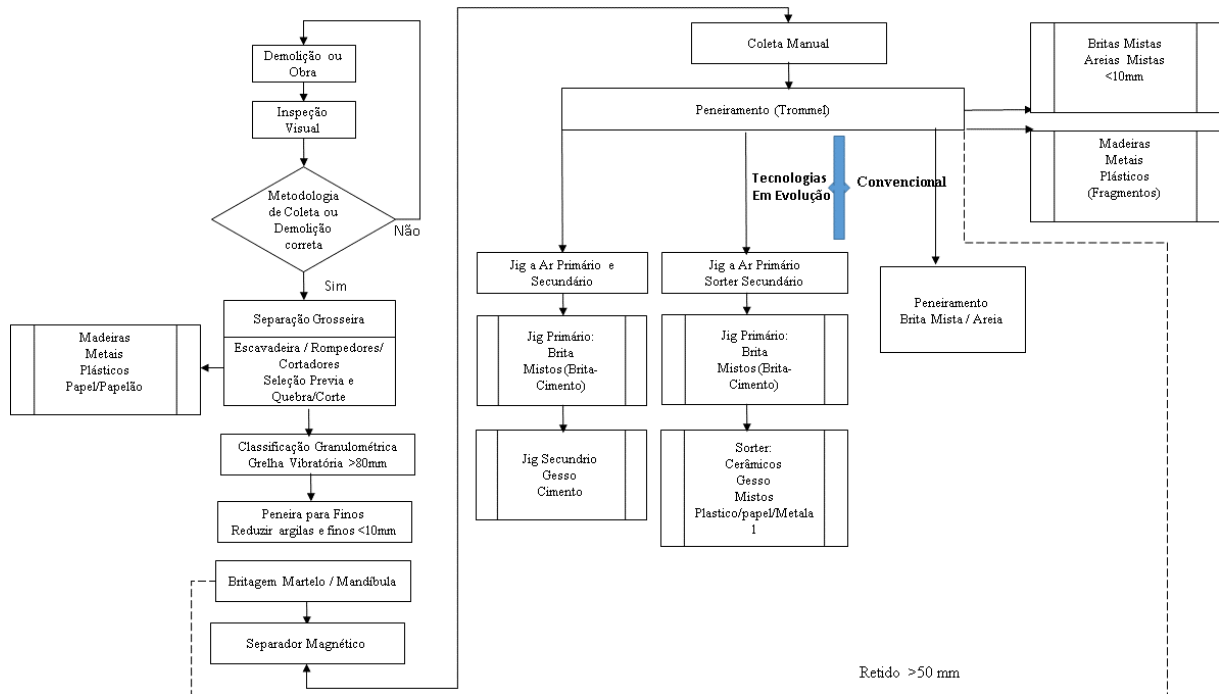 Demolição ou
Obra
Inspeção
Visual
Metodologia
de Coleta ou
Demolição
correta
Não
Sim
Separação Grosseira
Escavadeira / Rompedores/
Cortadores
Seleção Previa e
Quebra/Corte
Madeiras
Metais
Plásticos
Papel/Papelão
Classificação Granulométrica
Grelha Vibratória >80mm
Peneira para Finos
Reduzir argilas e finos <10mm
Britagem Martelo / Mandíbula
Separador Magnético
Coleta Manual
Peneiramento (Trommel)
Britas Mistas
Areias Mistas
<10mm
Madeiras
Metais
Plásticos
(Fragmentos)
Tecnologias
Em Evolução
Convencional
Jig a Ar Primário e
Secundário
Jig Primário:
Brita
Mistos (Brita-
Cimento)
Jig Secundrio
Gesso
Cimento
Jig a Ar Primário
Sorter Secundário
Jig Primário:
Brita
Mistos (Brita-
Cimento)
Sorter:
Cerâmicos
Gesso
Mistos
Plastico/papel/Metala
l
Peneiramento
Brita Mista / Areia
Retido >50 mm